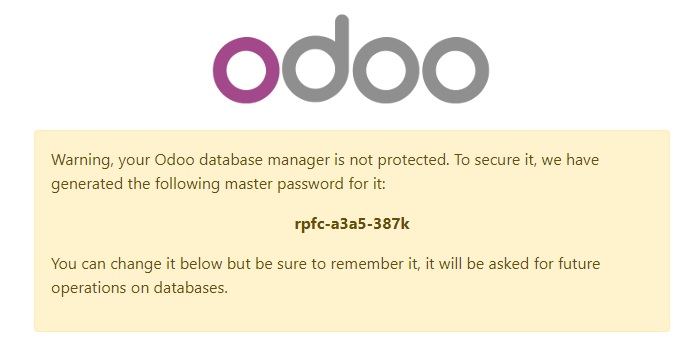 odoo
Warning, your Odoo database manager is not protected. To secure it, we have
generated the following master password for it:
rpfc-a3a5-387k
You can change it below but be sure to remember it, it will be asked for future
operations on databases.